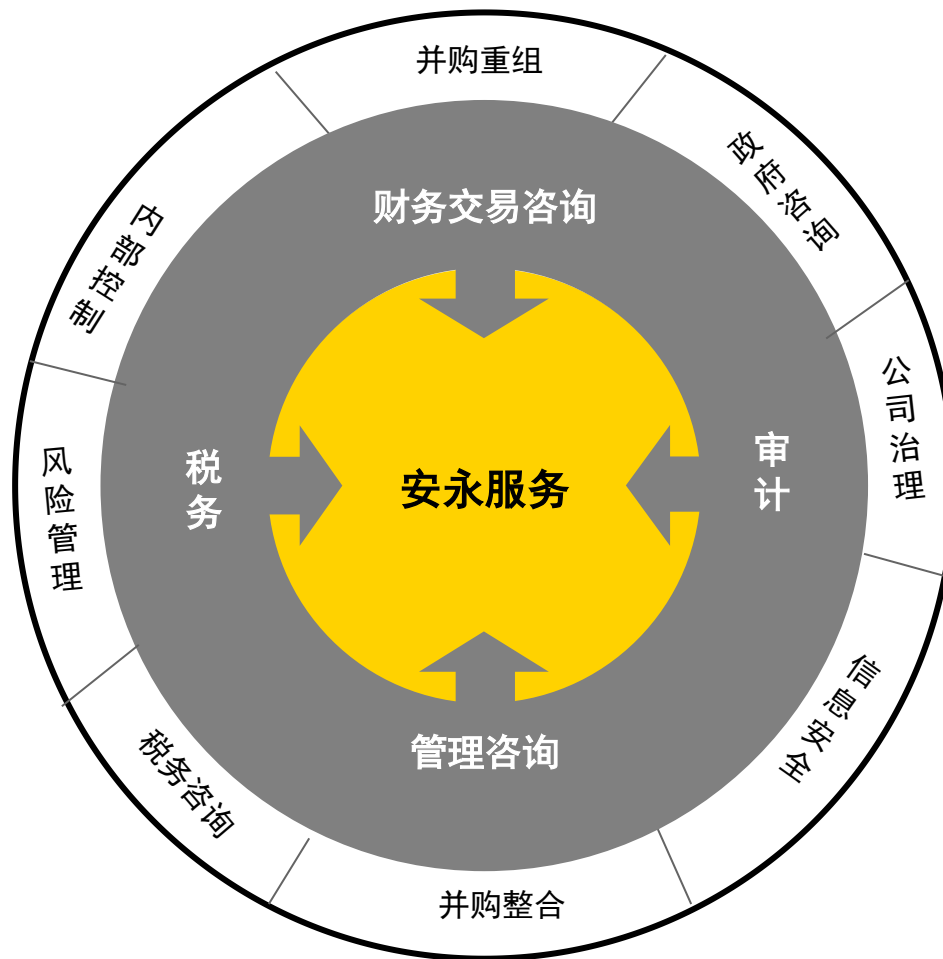 并购重组
政府咨询
公司治理
信息安全
并购整合
税务咨询
风险管理
内部控制
财务交易咨询
审计
管理咨询
税务
安永服务